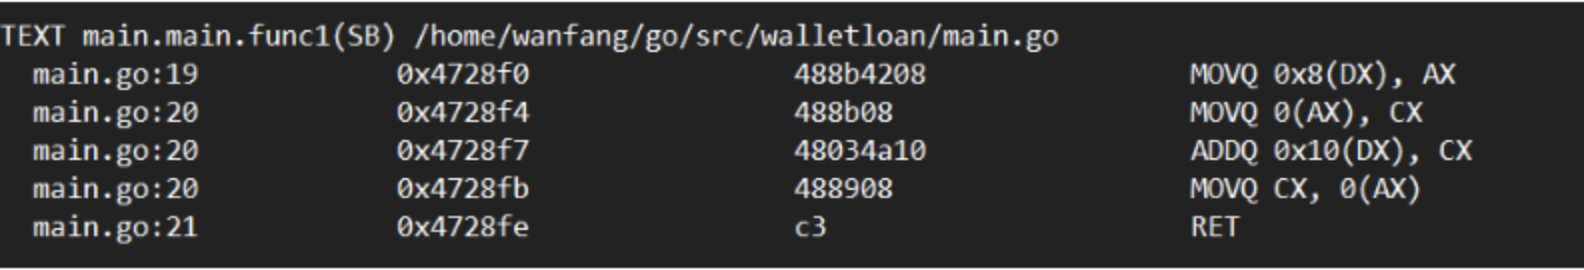 TEXT main.main.func1(SB) /home/wanfang/go/src/walletloan/main.go
main.go:19 0x4728f0 488b4208 MOVQ 0x8(DX), AX
main.go:20 0x4728f4 488b08 MOVQ 0(AX), CX
main.go:20 0x4728f7 48034a10 ADDQ 0x10(DX), CX
main.go:20 0x4728fb 488908 MOVQ CX, 0(AX)
main.go:21 0x4728fe c3 RET